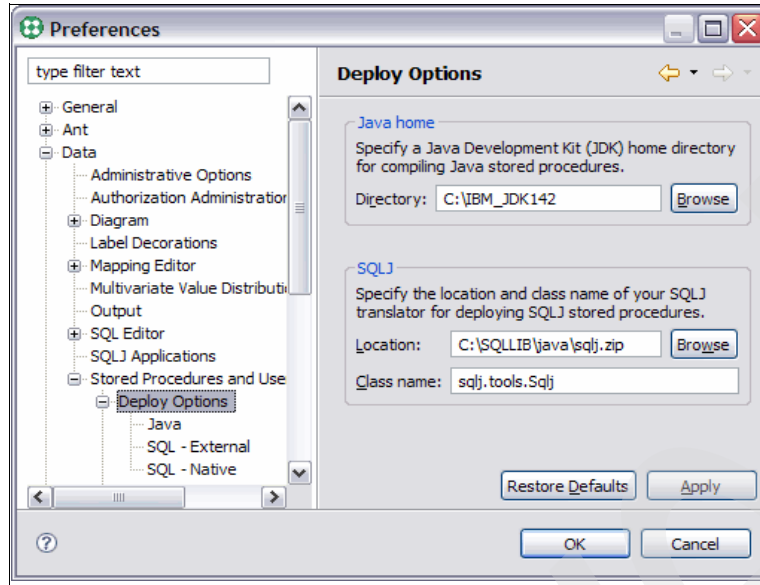 Preferences
type filter text
General
Ant
Data
Administrative Options
Authorization Administration
Diagram
Label Decorations
Mapping Editor
Multivariate Value Distributi
Output
SQL Editor
SQLJ Applications
Stored Procedures and Use
Deploy Options
Java
SQL - External
SQL - Native
Deploy Options
Java home
Specify a Java Development Kit (JDK) home directory
for compiling Java stored procedures.
Directory: C:\IBM_JDK142 Browse
SQLJ
Specify the location and class name of your SQLJ
translator for deploying SQLJ stored procedures.
Location: C:\SQLLIB\java\sqlj.zip Browse
Class name: sqlj.tools.Sqlj
Restore Defaults Apply
? OK Cancel